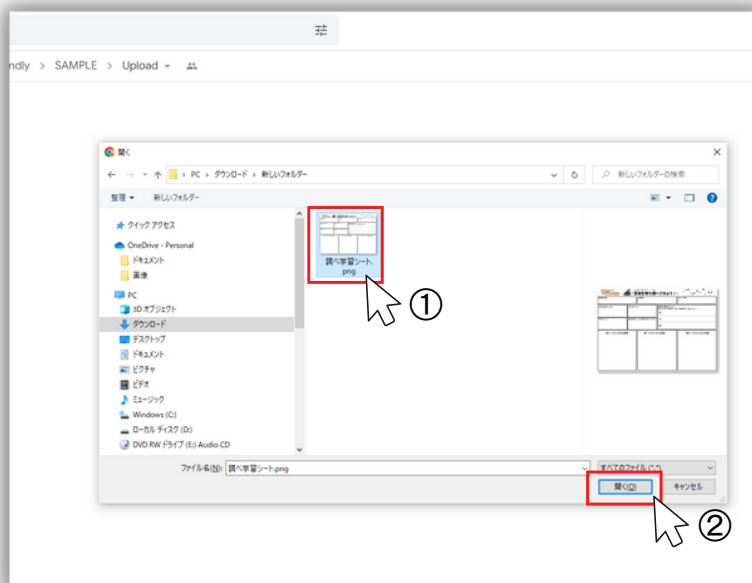 ndly > SAMPLE > Upload
開く
PC > ダウンロード > 新しいフォルダー
新しいフォルダーの検索
整理
新しいフォルダー
クイック アクセス
OneDrive - Personal
ドキュメント
画像
PC
3D オブジェクト
ダウンロード
デスクトップ
ドキュメント
ピクチャ
ビデオ
ミュージック
Windows (C:)
ローカル ディスク (D:)
DVD RW ドライブ (E:) Audio CD
調べ学習シート.
png
①
ファイル名(N): 調べ学習シート.png
すべてのファイル (*.*)
開く(O)
キャンセル
②